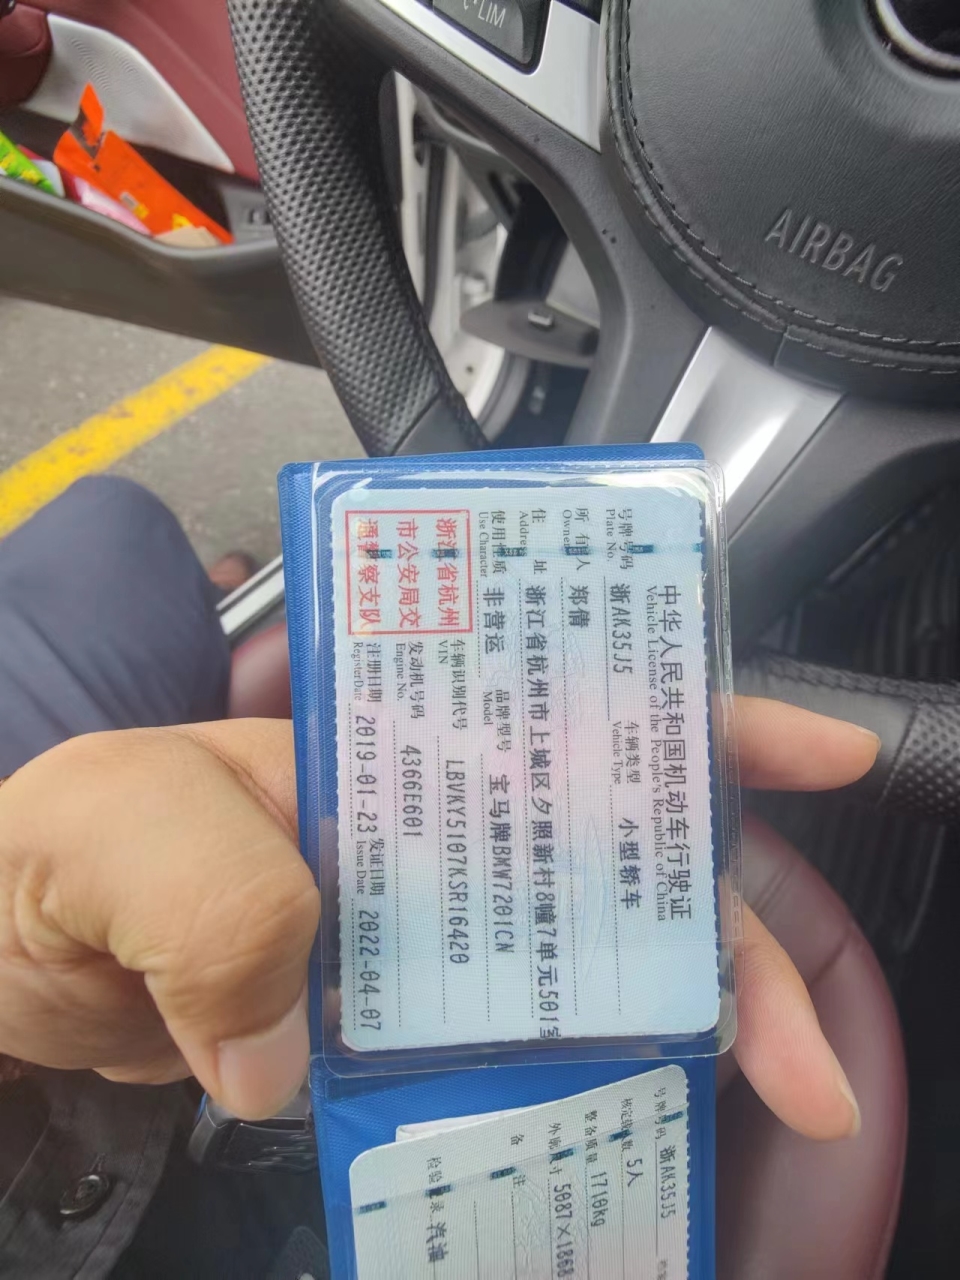 LIM
AIRBAG
中华人民共和国机动车行驶证
Vehicle License of the People's Republic of China
号牌号码 浙AK35J5 车辆类型 小型轿车
Plate No. Vehicle Type
所有人 郑倩
Owner
住址 浙江省杭州市上城区夕照新村8幢7单元501室
Address
使用性质 非营运 品牌型号 宝马牌BMW7201CN
Use Character Model
浙江省杭州
市公安局交
通警察支队
车辆识别代号 LBVKY5107KSR16420
VIN
发动机号码 4366E601
Engine No.
注册日期 2019-01-23 发证日期 2022-04-07
Register Date Issue Date
号牌号码 浙AK35J5
核定载人数 5人
整备质量 1710kg
外廓尺寸 5087×1868
备注
检验记录 汽油